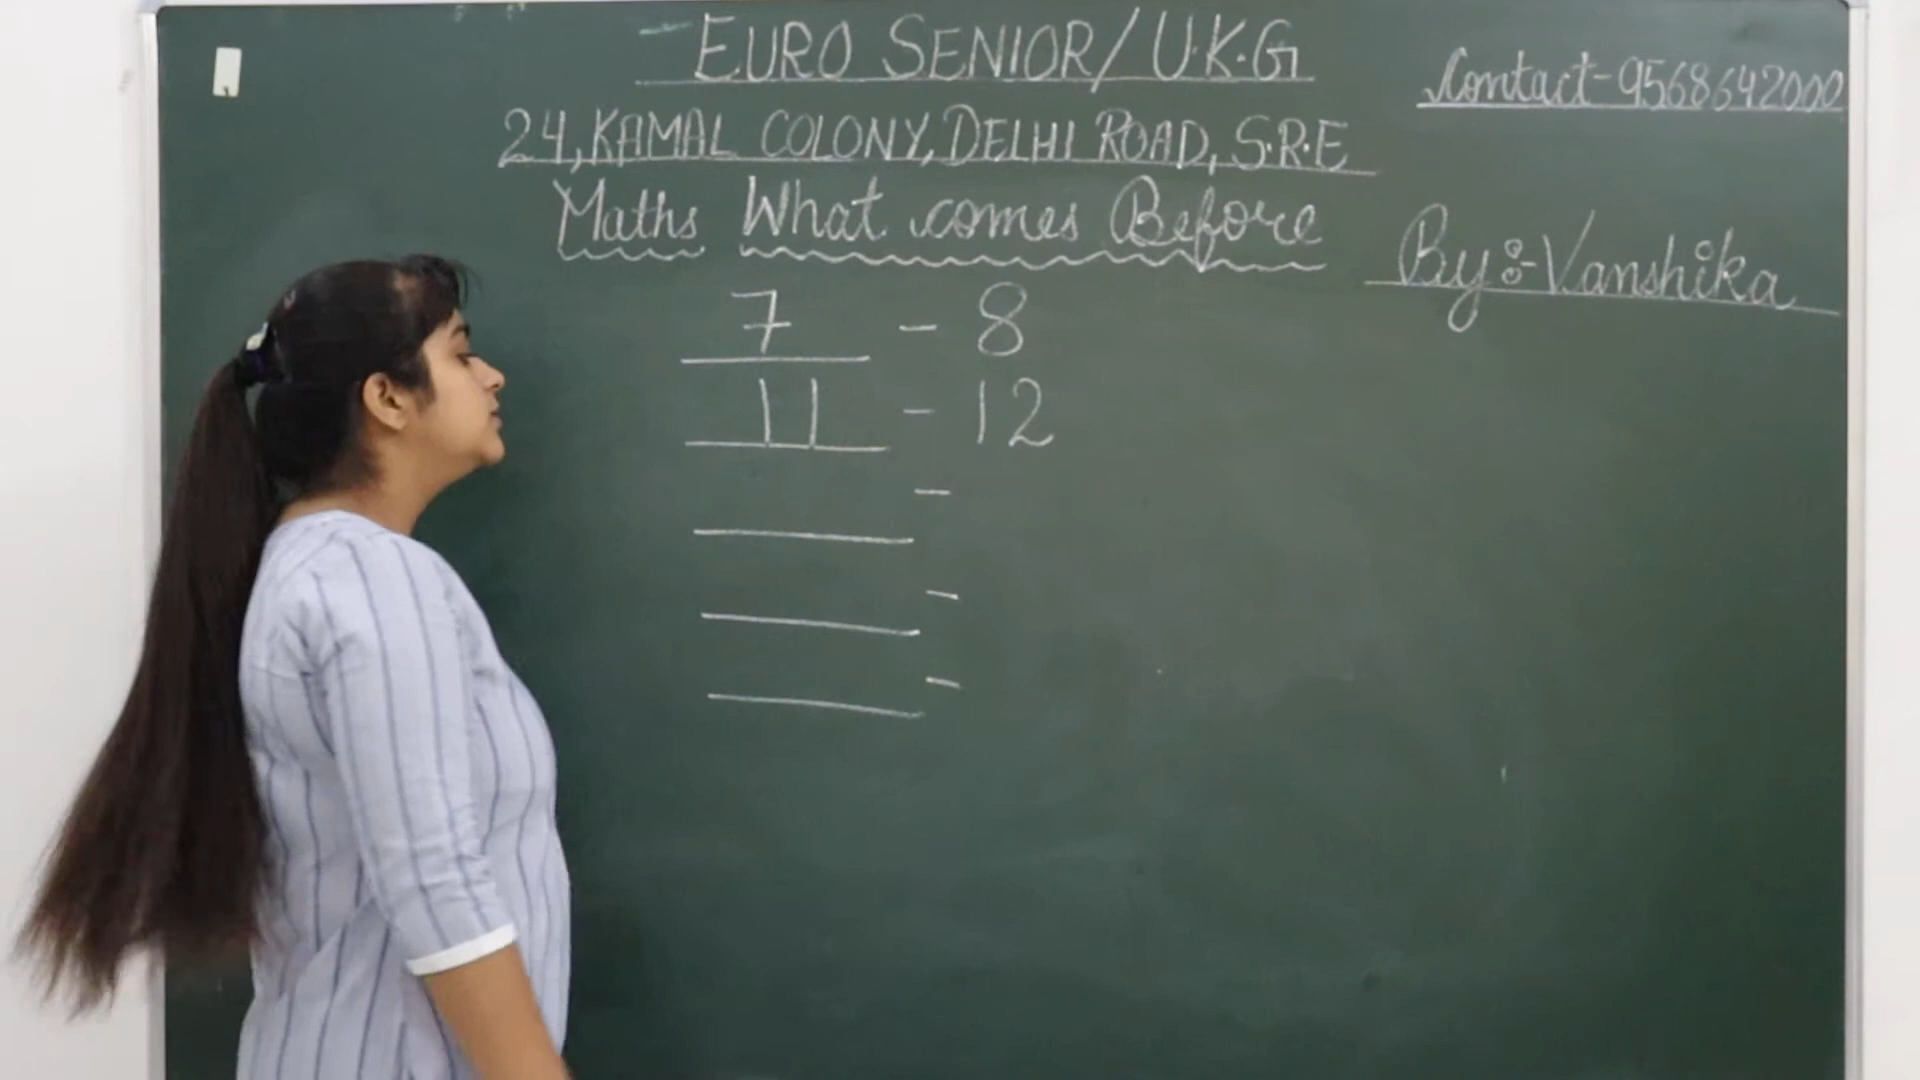 EURO SENIOR/U.K.G
Contact-9568642000
24,KAMAL COLONY,DELHI ROAD, S.R.E
Maths What comes Before
By:-Vanshika
7 - 8
11 - 12
-
-
-